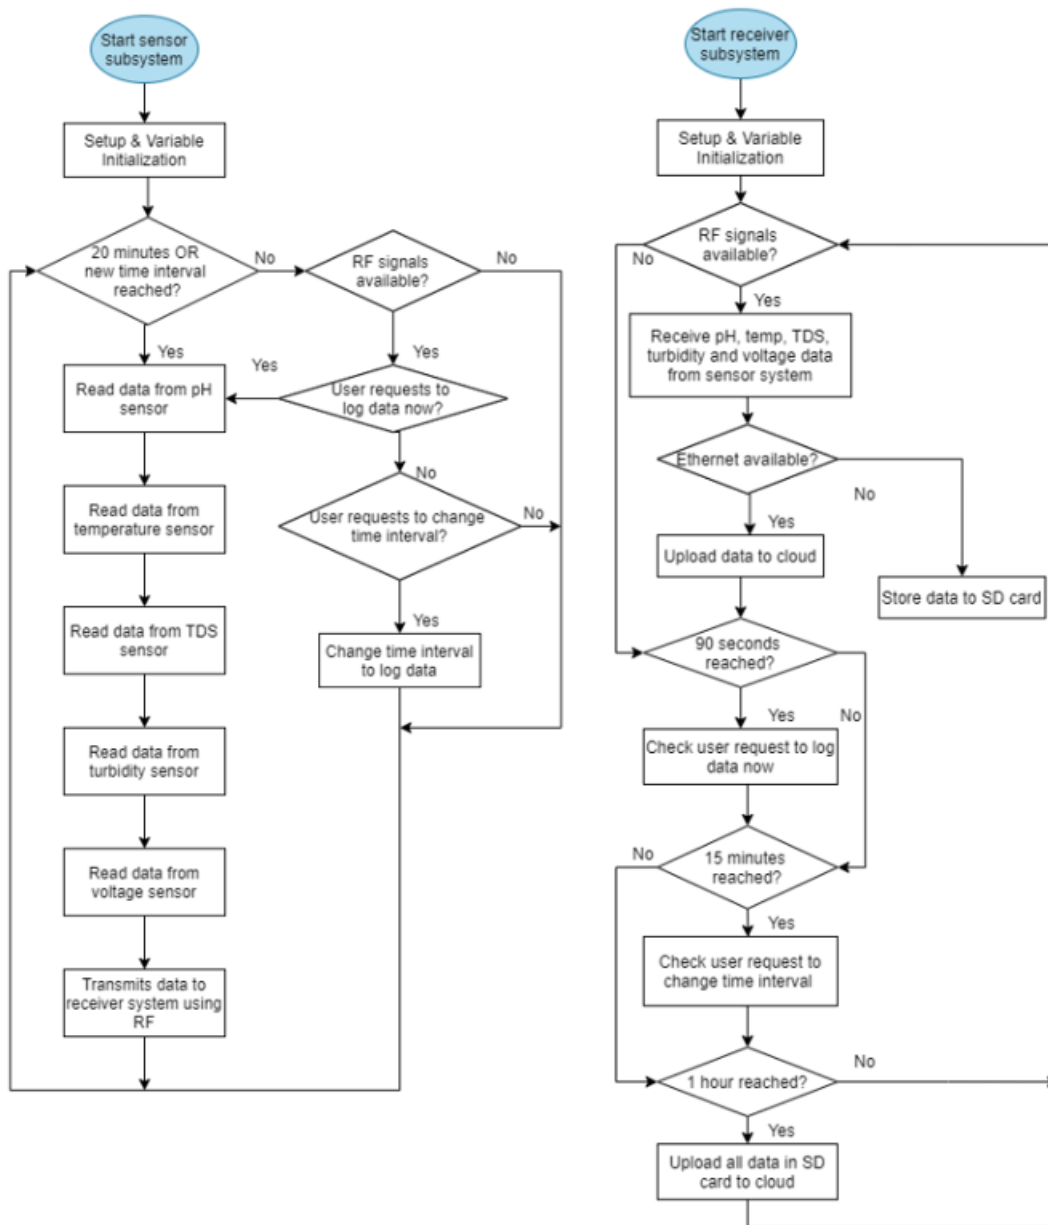 Start sensor
subsystem
Setup & Variable
Initialization
20 minutes OR
new time interval
reached?
No
RF signals
available?
No
Yes
Yes
Yes
Read data from pH
sensor
User requests to
log data now?
No
Read data from
temperature sensor
User requests to change
time interval?
No
Yes
Read data from TDS
sensor
Change time interval
to log data
Read data from
turbidity sensor
Read data from
voltage sensor
Transmits data to
receiver system using
RF
Start receiver
subsystem
Setup & Variable
Initialization
RF signals
available?
No
Yes
Receive pH, temp, TDS,
turbidity and voltage data
from sensor system
Ethernet available?
No
Yes
Upload data to cloud
Store data to SD card
90 seconds
reached?
Yes
No
Check user request to log
data now
15 minutes
reached?
No
Yes
Check user request to
change time interval
1 hour reached?
No
Yes
Upload all data in SD
card to cloud